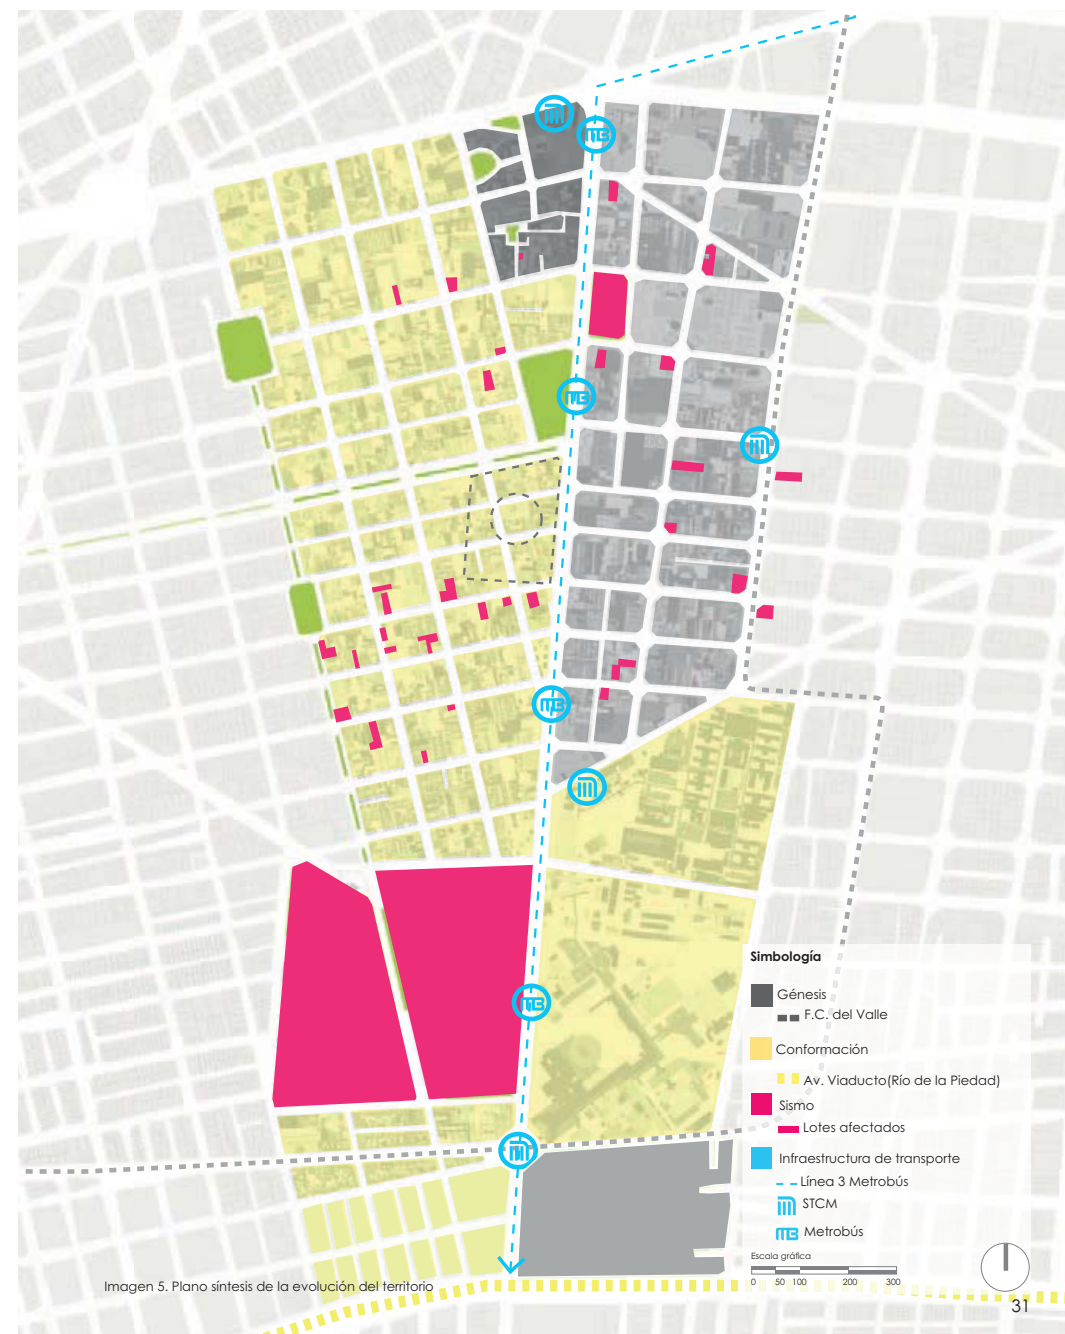 Simbología
Génesis
F.C. del Valle
Conformación
Av. Viaducto(Río de la Piedad)
Sismo
Lotes afectados
Infraestructura de transporte
Línea 3 Metrobús
STCM
Metrobús
Escala gráfica
0 50 100 200 300
Imagen 5. Plano síntesis de la evolución del territorio
31